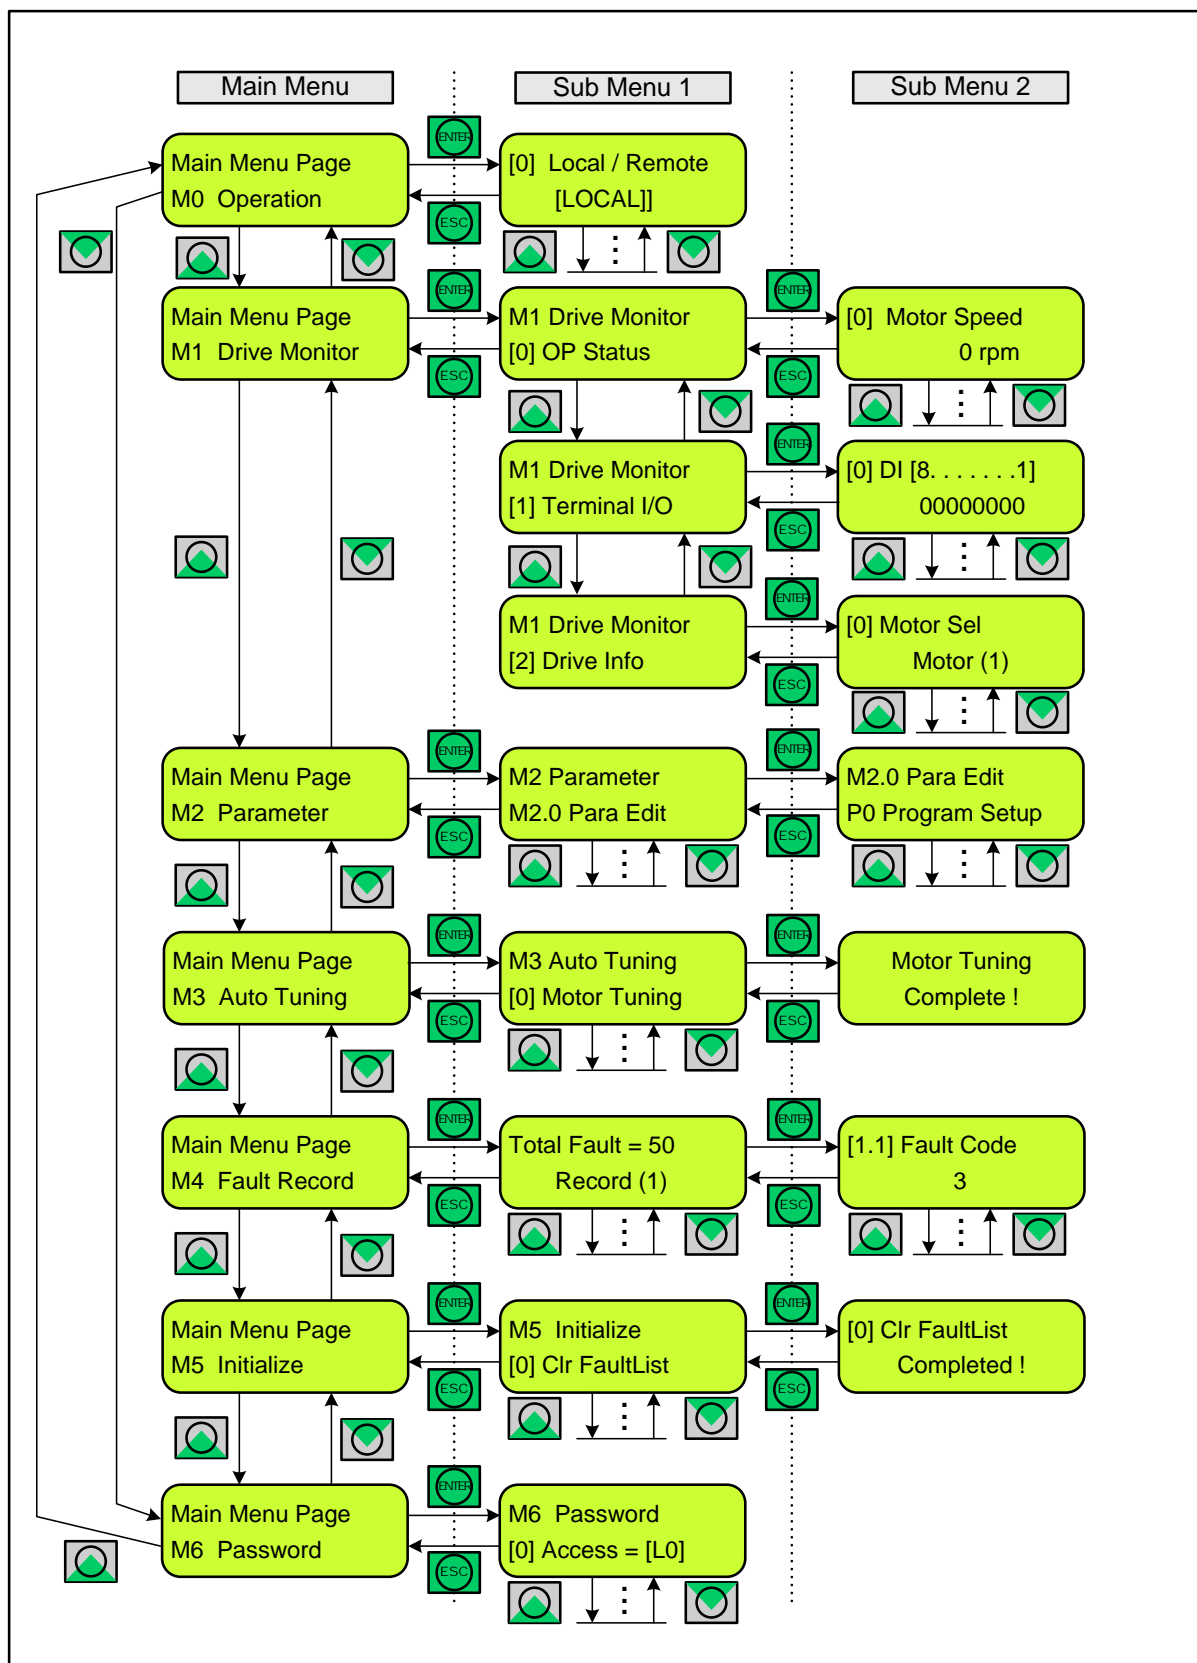 Main Menu
Sub Menu 1
Sub Menu 2
ENTER
Main Menu Page
M0 Operation
[0] Local / Remote
[LOCAL]]
ESC
ENTER
ENTER
Main Menu Page
M1 Drive Monitor
M1 Drive Monitor
[0] OP Status
[0] Motor Speed
0 rpm
ESC
ESC
ENTER
M1 Drive Monitor
[1] Terminal I/O
[0] DI [8. . . . . . .1]
00000000
ESC
ENTER
M1 Drive Monitor
[2] Drive Info
[0] Motor Sel
Motor (1)
ESC
ENTER
ENTER
Main Menu Page
M2 Parameter
M2 Parameter
M2.0 Para Edit
M2.0 Para Edit
P0 Program Setup
ESC
ESC
ENTER
ENTER
Main Menu Page
M3 Auto Tuning
M3 Auto Tuning
[0] Motor Tuning
Motor Tuning
Complete !
ESC
ESC
ENTER
ENTER
Main Menu Page
M4 Fault Record
Total Fault = 50
Record (1)
[1.1] Fault Code
3
ESC
ESC
ENTER
ENTER
Main Menu Page
M5 Initialize
M5 Initialize
[0] Clr FaultList
[0] Clr FaultList
Completed !
ESC
ESC
ENTER
Main Menu Page
M6 Password
M6 Password
[0] Access = [L0]
ESC